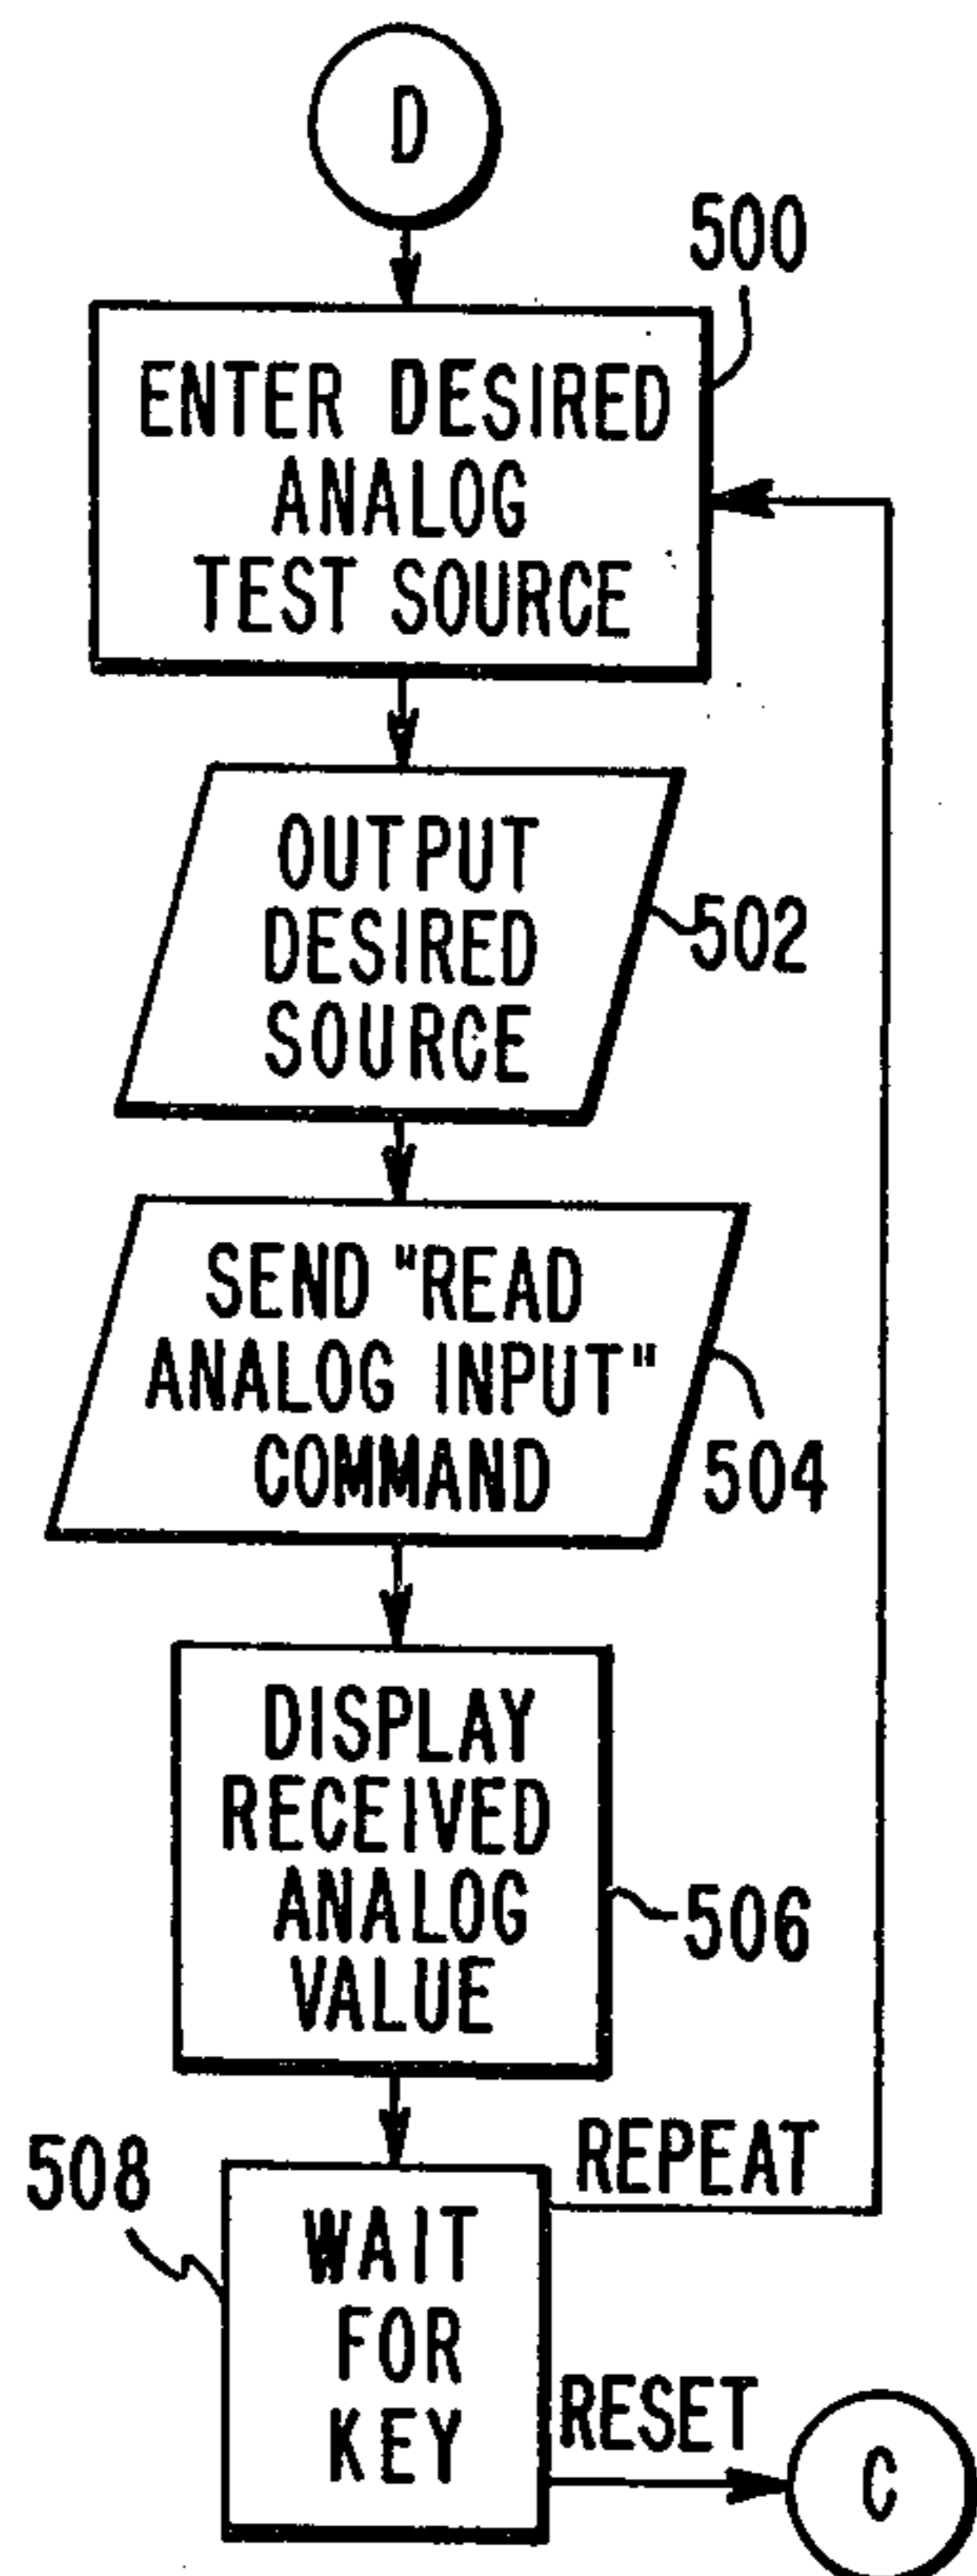 D
500
ENTER DESIRED
ANALOG
TEST SOURCE
OUTPUT
DESIRED
SOURCE
502
SEND "READ
ANALOG INPUT"
COMMAND
504
DISPLAY
RECEIVED
ANALOG
VALUE
506
508
REPEAT
WAIT
FOR
KEY
RESET
C